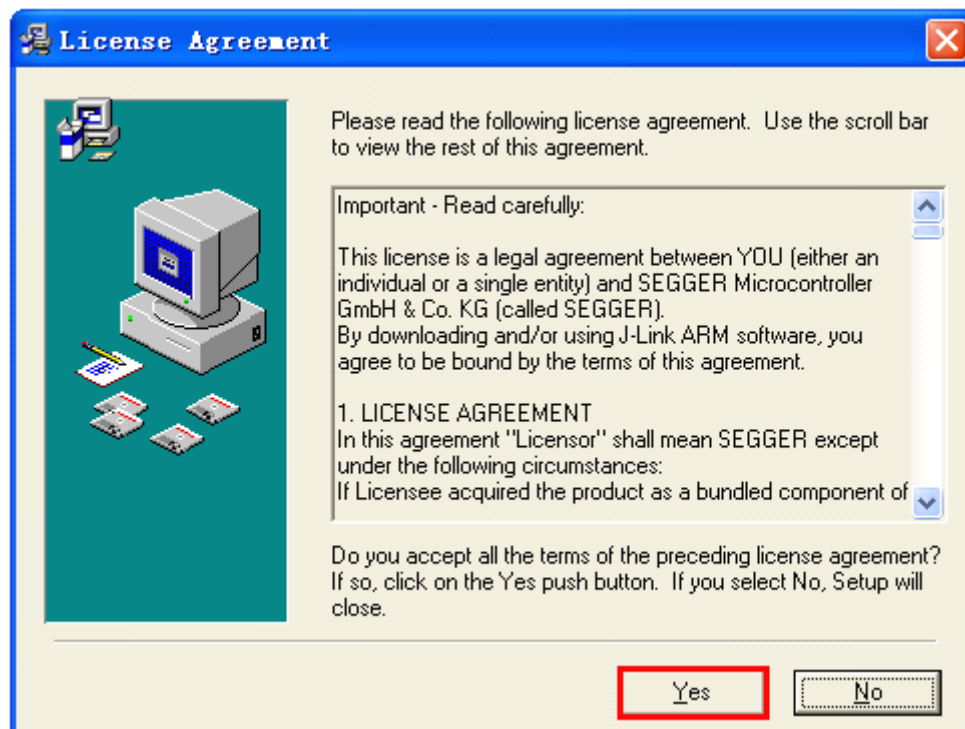 License Agreement
Please read the following license agreement. Use the scroll bar
to view the rest of this agreement.
Important - Read carefully:
This license is a legal agreement between YOU (either an
individual or a single entity) and SEGGER Microcontroller
GmbH & Co. KG (called SEGGER).
By downloading and/or using J-Link ARM software, you
agree to be bound by the terms of this agreement.
1. LICENSE AGREEMENT
In this agreement "Licensor" shall mean SEGGER except
under the following circumstances:
If Licensee acquired the product as a bundled component of
Do you accept all the terms of the preceding license agreement?
If so, click on the Yes push button. If you select No, Setup will
close.
Yes No